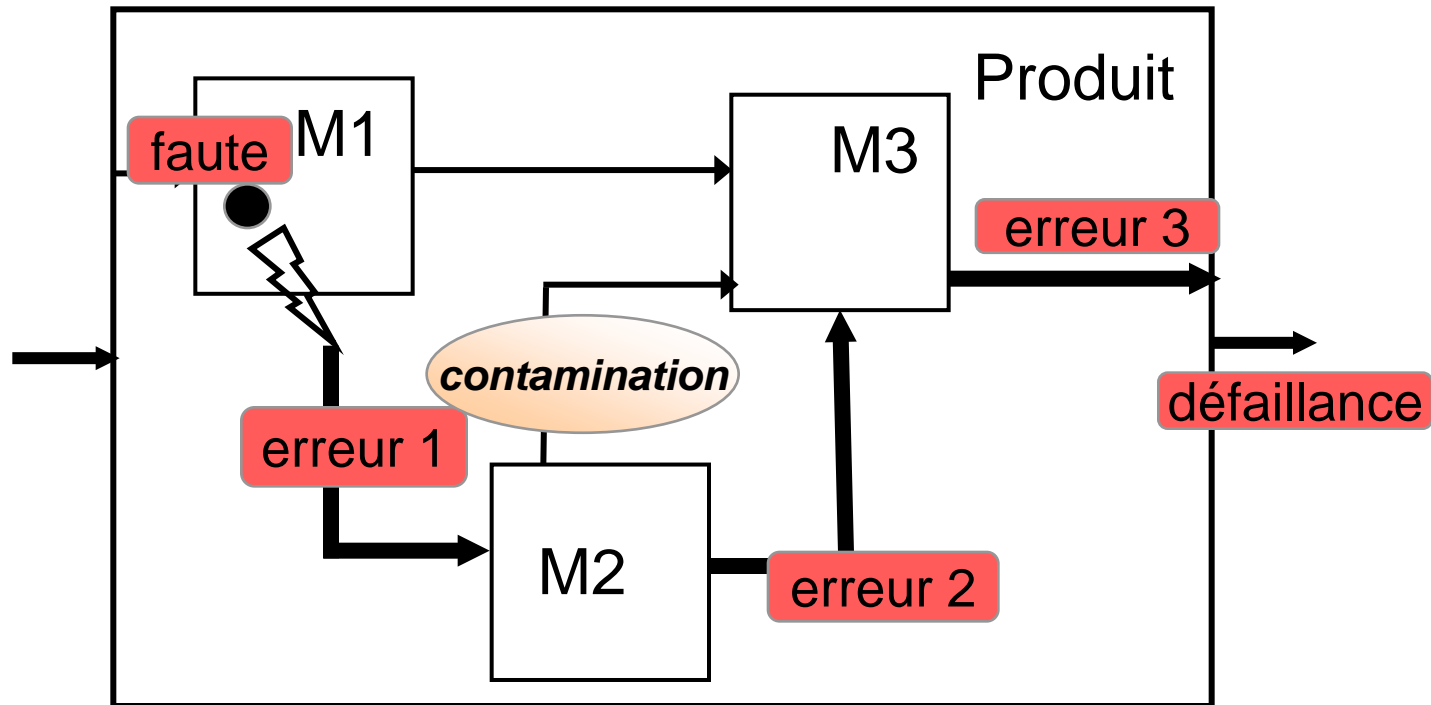 Produit
faute
M1
M3
erreur 3
contamination
défaillance
erreur 1
M2
erreur 2